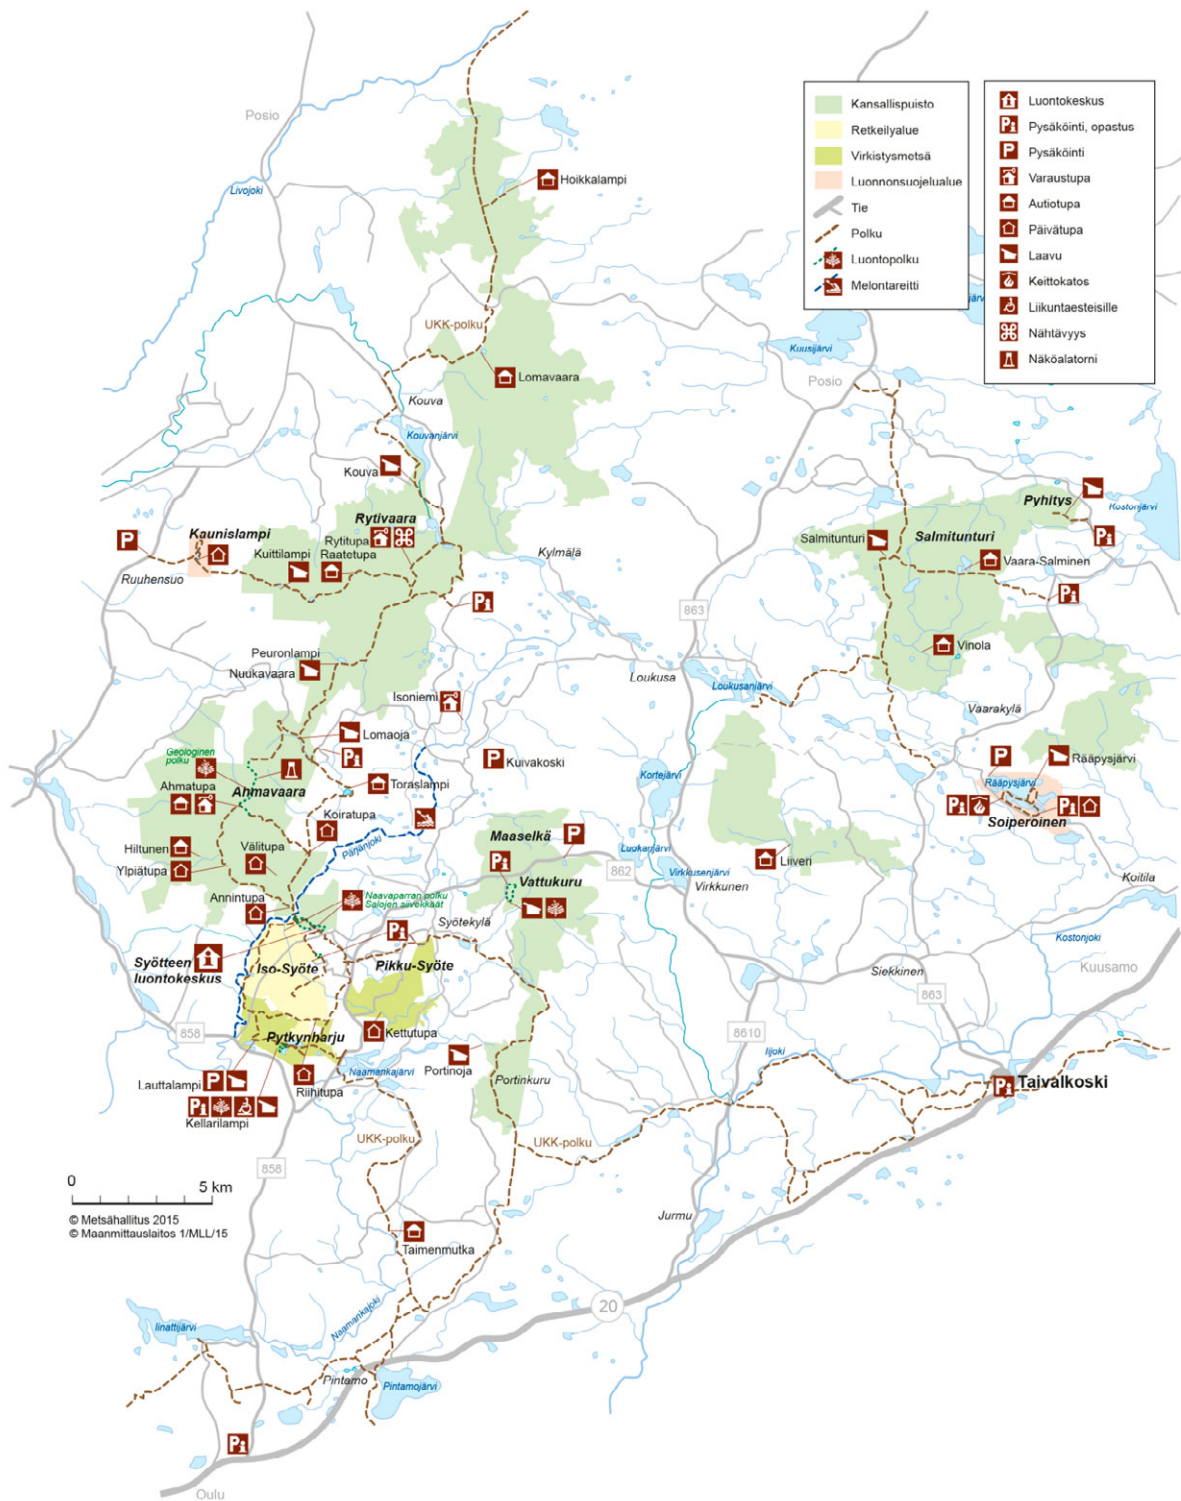 Kansallispuisto
Retkeilyalue
Virkistysmetsä
Luonnonsuojelualue
Tie
Polku
Luontopolku
Melontareitti
Luontokeskus
Pysäköinti, opastus
Pysäköinti
Varaustupa
Autiotupa
Päivätupa
Laavu
Keittokatos
Liikuntaesteisille
Nähtävyys
Näköalatorni
Posio
Livojoki
Hoikkalampi
UKK-polku
Kuusijärvi
Lomavaara
Posio
Kouva
Kouvanjärvi
Kouva
Pyhitys
Kostonjärvi
Rytivaara
Kaunislampi
Rytitupa
Raatetupa
Kuittilampi
Ruuhensuo
Kylmälä
Salmitunturi
Salmitunturi
Vaara-Salminen
863
Vinola
Peuronlampi
Nuukavaara
Loukusa
Loukusanjärvi
Isoniemi
Vaarakylä
Lomaoja
Geologinen
polku
Kuivakoski
Rääpysjärvi
Rääpysjärvi
Kortejärvi
Toraslampi
Ahmatupa
Ahmavaara
Koiratupa
Soiperoinen
Maaselkä
Pärjänjoki
Hiltunen
Välitupa
Ylpiätupa
Liiveri
Loukanjärvi
862
Virkkusenjärvi
Virkkunen
Vattukuru
Koitila
Annintupa
Naavaparran polku
Salojen siivekkäät
Syötekylä
Kostonjoki
Syötteen
luontokeskus
Iso-Syöte
Pikku-Syöte
Siekkinen
Kuusamo
863
858
Pytkynharju
Kettutupa
8610
Iijoki
Portinoja
Naamankajärvi
Portinkuru
Lauttalampi
Riihitupa
Taivalkoski
Kellarilampi
UKK-polku
UKK-polku
858
0
5 km
© Metsähallitus 2015
© Maanmittauslaitos 1/MLL/15
Jurmu
Taimenmutka
20
Iinattijärvi
Naamankajoki
Pintamo
Pintamojärvi
Oulu